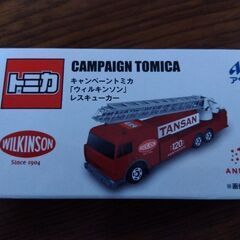 トミカ
CAMPAIGN TOMICA
キャンペーントミカ
「ウィルキンソン」
レスキューカー
WILKINSON
Since 1904
TANSAN
120